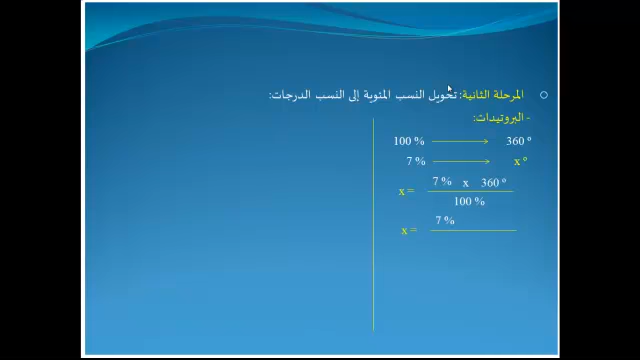 المرحلة الثانية: تحويل النسب المئوية إلى النسب الدرجات:
- البروتيدات:
100 % 360 º
7 % x º
x = 7 % x 360 º
100 %
x = 7 %